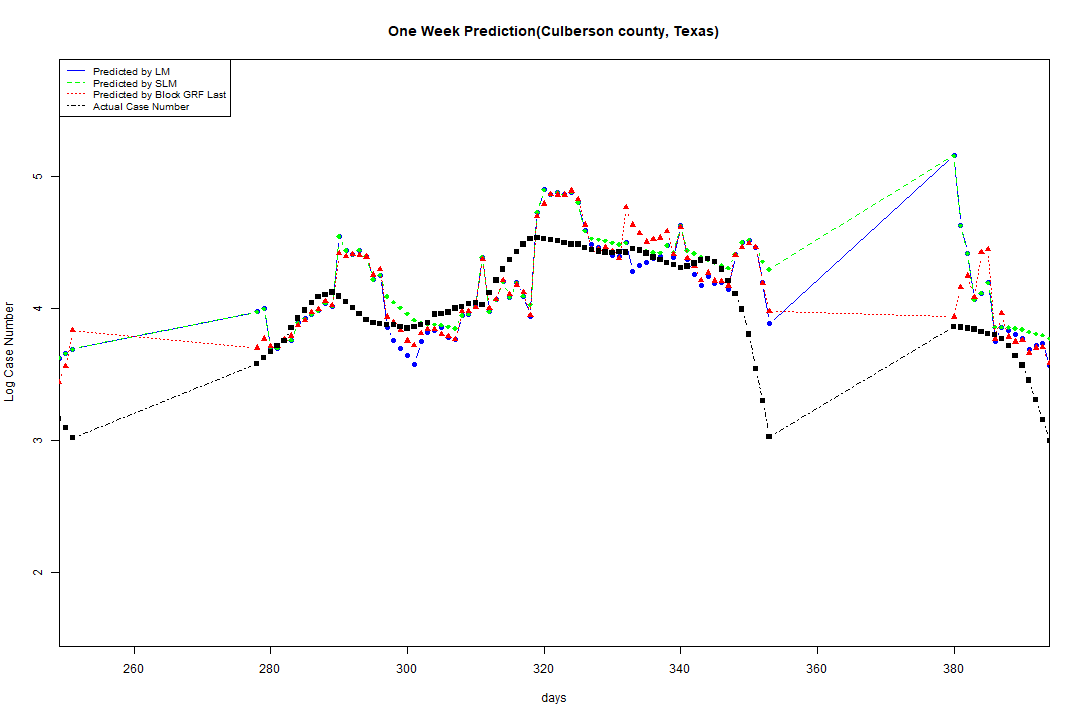 One Week Prediction(Culberson county, Texas)
Predicted by LM
Predicted by SLM
Predicted by Block GRF Last
Actual Case Number
5
4
3
2
Log Case Number
260 280 300 320 340 360 380
days